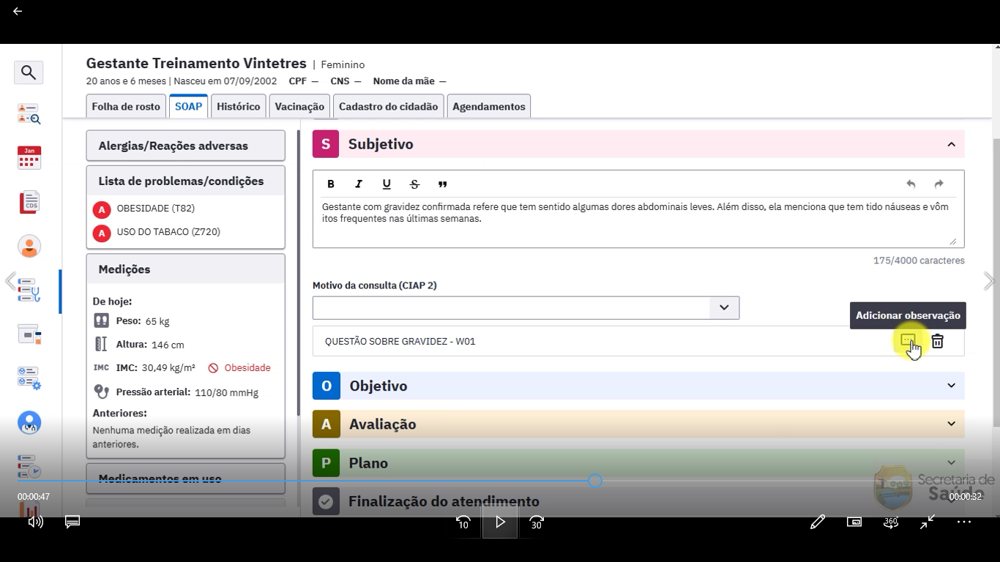 Gestante Treinamento Vintetres | Feminino
20 anos e 6 meses | Nasceu em 07/09/2002 CPF — CNS — Nome da mãe —
Folha de rosto SOAP Histórico Vacinação Cadastro do cidadão Agendamentos
Jan
CDS
Alergias/Reações adversas
Lista de problemas/condições
A OBESIDADE (T82)
A USO DO TABACO (Z720)
Medições
De hoje:
Peso: 65 kg
Altura: 146 cm
IMC IMC: 30,49 kg/m² Obesidade
Pressão arterial: 110/80 mmHg
Anteriores:
Nenhuma medição realizada em dias
anteriores.
Medicamentos em uso
S Subjetivo
B I U S
Gestante com gravidez confirmada refere que tem sentido algumas dores abdominais leves. Além disso, ela menciona que tem tido náuseas e vôm
itos frequentes nas últimas semanas.
175/4000 caracteres
Motivo da consulta (CIAP 2)
Adicionar observação
QUESTÃO SOBRE GRAVIDEZ - W01
O Objetivo
A Avaliação
P Plano
Finalização do atendimento
Secretaria de
Saúde
00:00:47
00:00:32
10
30
360